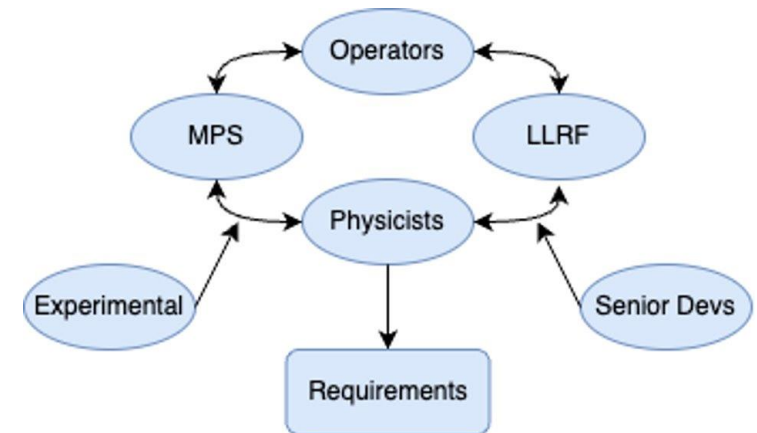 Operators
MPS
LLRF
Physicists
Experimental
Senior Devs
Requirements